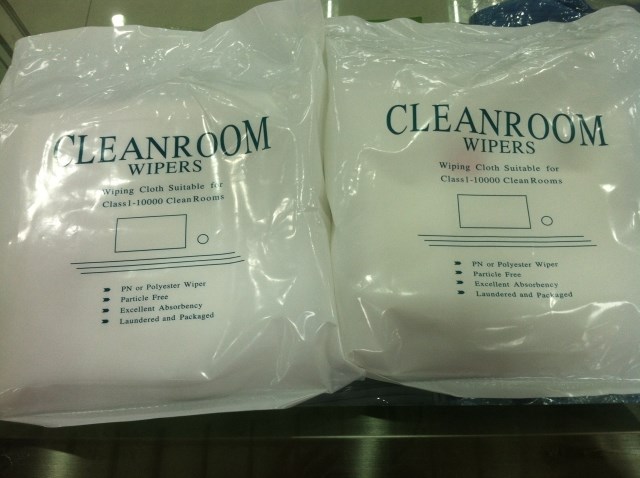 CLEANROOM
WIPERS
Wiping Cloth Suitable for
Class1-10000 CleanRooms
PN or Polyester Wiper
Particle Free
Excellent Absorbency
Laundered and Packaged
CLEANROOM
WIPERS
Wiping Cloth Suitable for
Class1-10000 CleanRooms
PN or Polyester Wiper
Particle Free
Excellent Absorbency
Laundered and Packaged